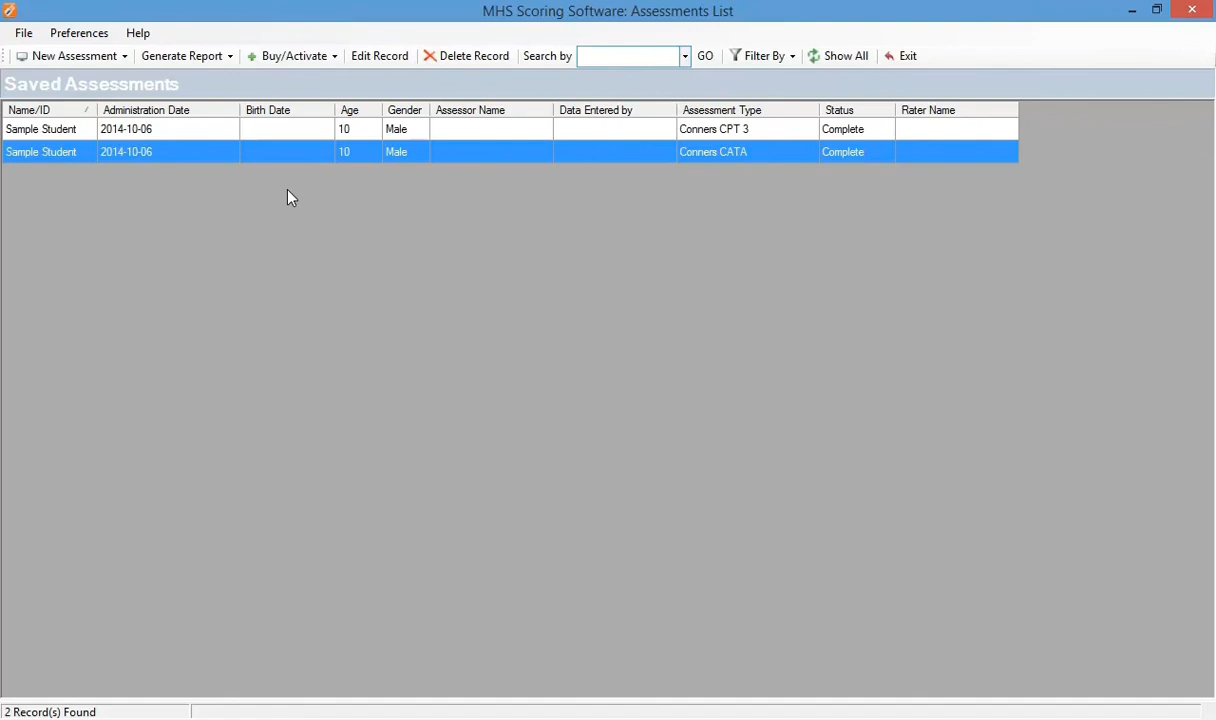 MHS Scoring Software: Assessments List
File Preferences Help
New Assessment Generate Report Buy/Activate Edit Record Delete Record Search by GO Filter By Show All Exit
Saved Assessments
Name/ID Administration Date Birth Date Age Gender Assessor Name Data Entered by Assessment Type Status Rater Name
Sample Student 2014-10-06 10 Male Conners CPT 3 Complete
Sample Student 2014-10-06 10 Male Conners CATA Complete
2 Record(s) Found